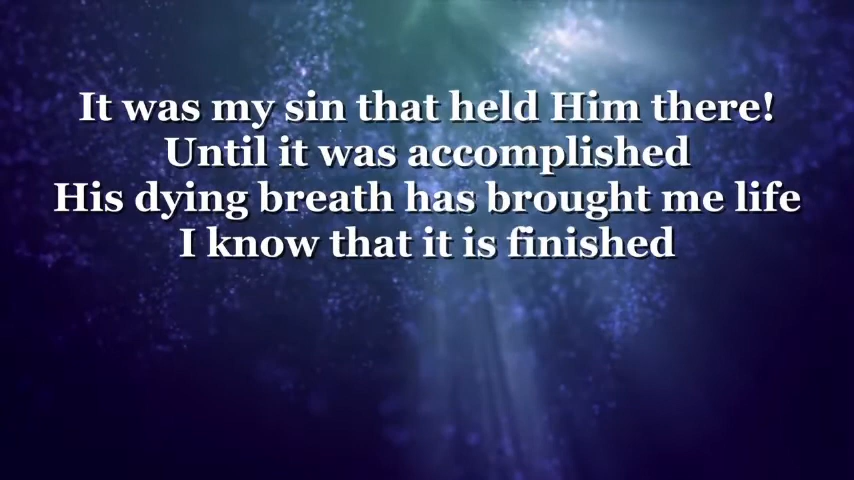 It was my sin that held Him there!
Until it was accomplished
His dying breath has brought me life
I know that it is finished